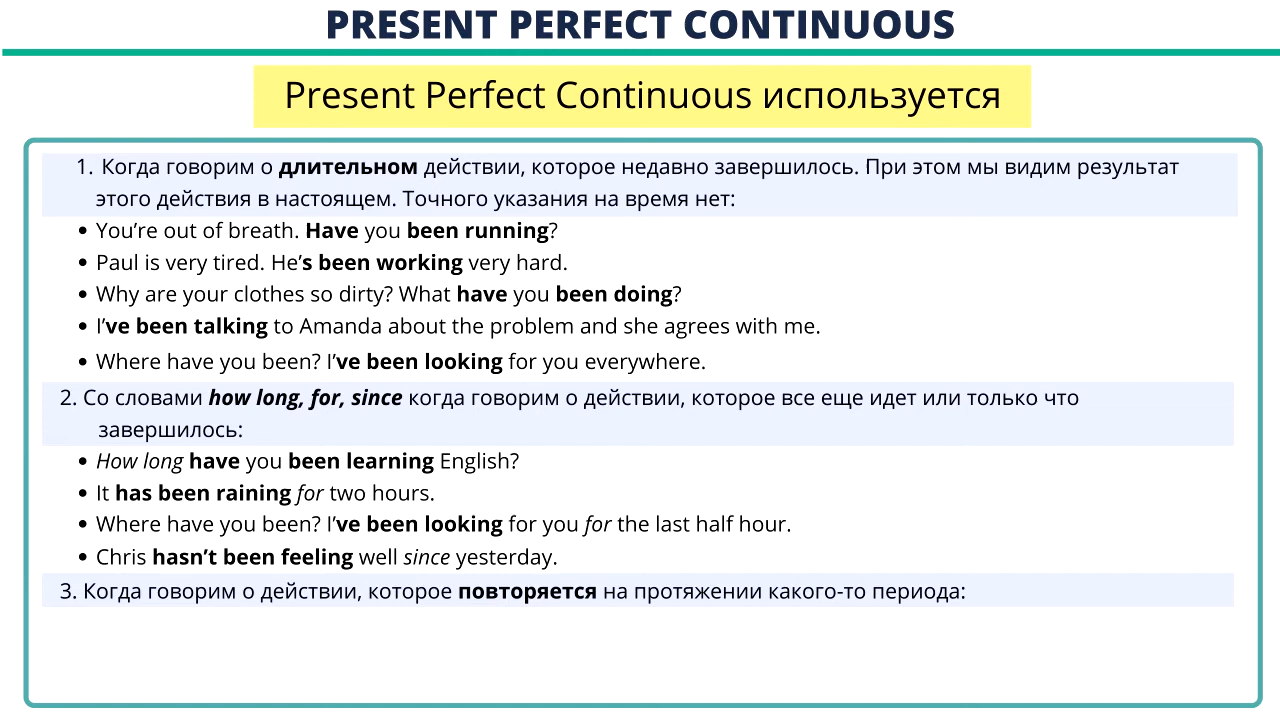 PRESENT PERFECT CONTINUOUS
Present Perfect Continuous используется
1. Когда говорим о длительном действии, которое недавно завершилось. При этом мы видим результат
этого действия в настоящем. Точного указания на время нет:
• You’re out of breath. Have you been running?
• Paul is very tired. He’s been working very hard.
• Why are your clothes so dirty? What have you been doing?
• I’ve been talking to Amanda about the problem and she agrees with me.
• Where have you been? I’ve been looking for you everywhere.
2. Со словами how long, for, since когда говорим о действии, которое все еще идет или только что
завершилось:
• How long have you been learning English?
• It has been raining for two hours.
• Where have you been? I’ve been looking for you for the last half hour.
• Chris hasn’t been feeling well since yesterday.
3. Когда говорим о действии, которое повторяется на протяжении какого-то периода: